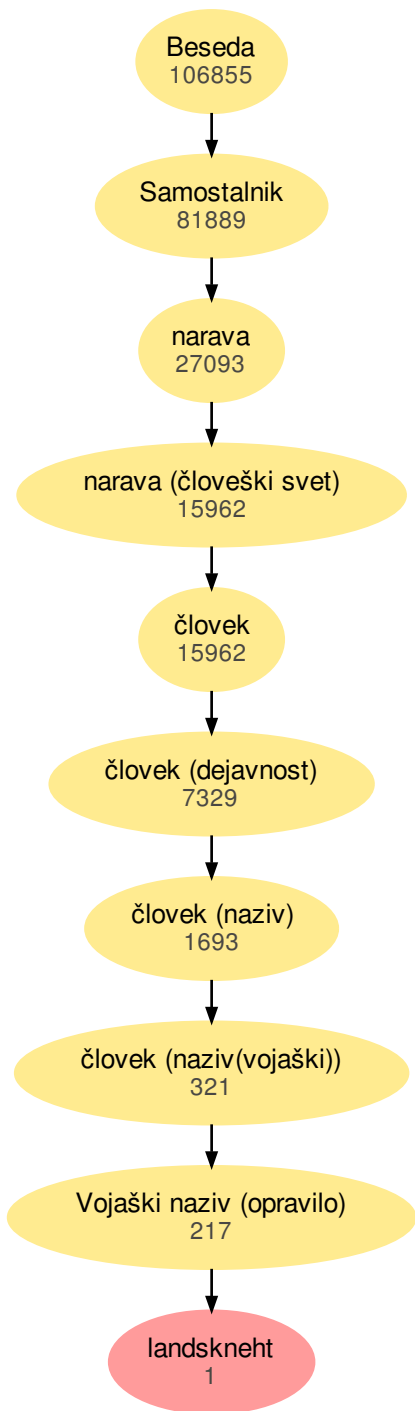 Beseda
106855
Samostalnik
81889
narava
27093
narava (človeški svet)
15962
človek
15962
človek (dejavnost)
7329
človek (naziv)
1693
človek (naziv(vojaški))
321
Vojaški naziv (opravilo)
217
landskneht
1